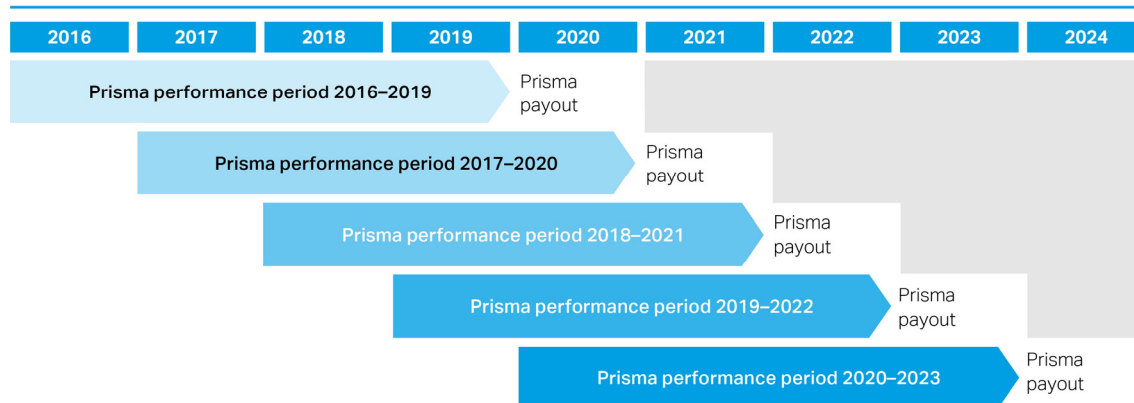 2016 2017 2018 2019 2020 2021 2022 2023 2024
Prisma performance period 2016–2019
Prisma
payout
Prisma performance period 2017–2020
Prisma
payout
Prisma performance period 2018–2021
Prisma
payout
Prisma performance period 2019–2022
Prisma
payout
Prisma performance period 2020–2023
Prisma
payout